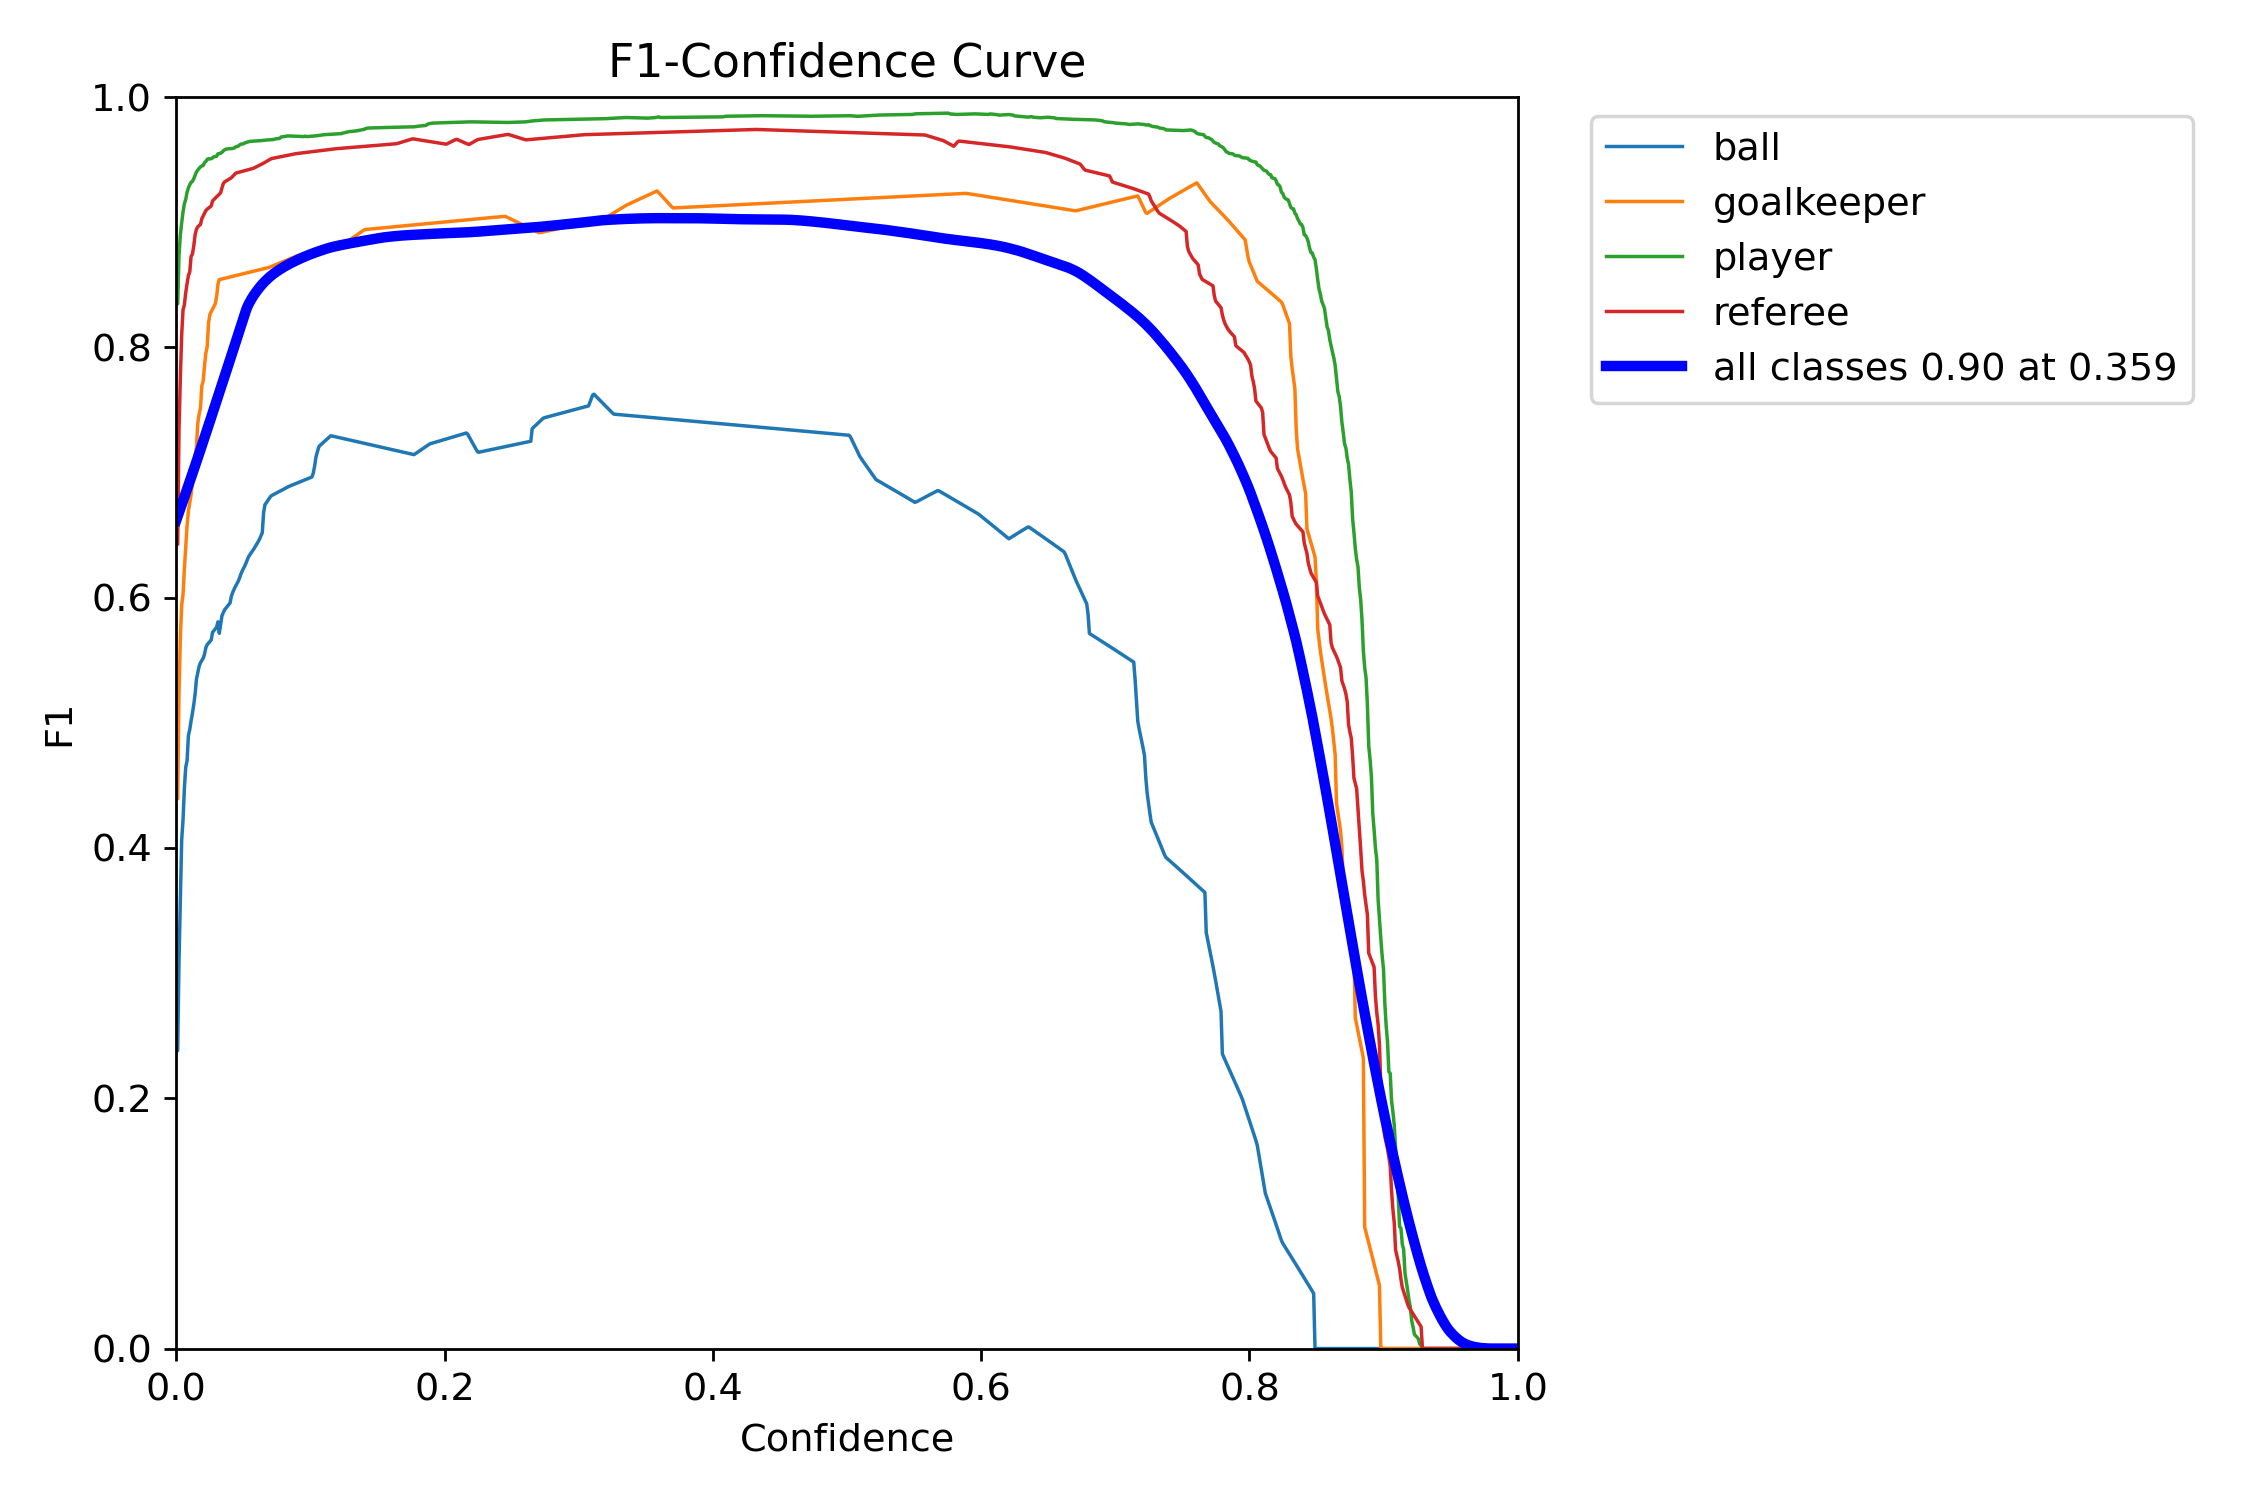 F1-Confidence Curve
1.0
0.8
0.6
0.4
0.2
0.0
F1
0.0 0.2 0.4 0.6 0.8 1.0
Confidence
ball
goalkeeper
player
referee
all classes 0.90 at 0.359